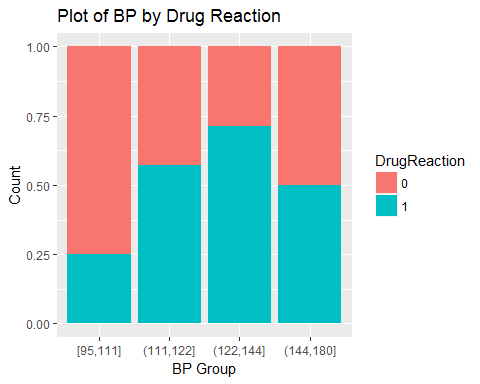 Plot of BP by Drug Reaction
1.00
0.75
0.50
0.25
0.00
Count
[95,111]
(111,122]
(122,144]
(144,180]
BP Group
DrugReaction
0
1